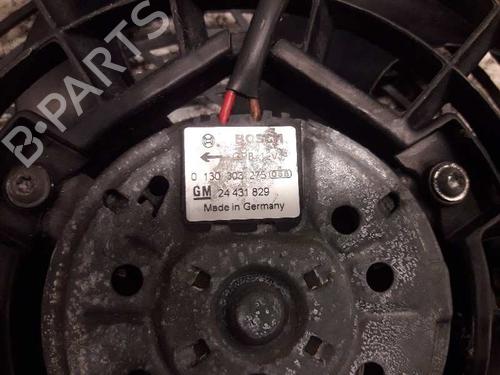 BOSCH
0 130 303 275
GM 24 431 829
Made in Germany
B-PARTS